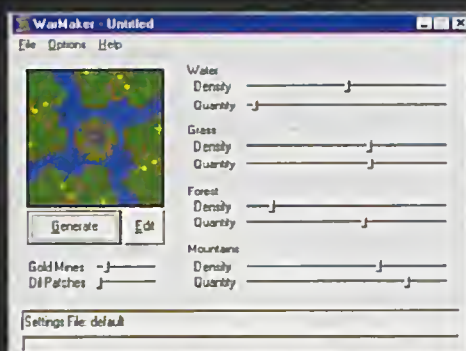 WarMaker - Untitled
File Options Help
Water
Density
Quantity
Grass
Density
Quantity
Forest
Density
Quantity
Generate Edit
Mountains
Density
Quantity
Gold Mines
Oil Patches
Settings File: default